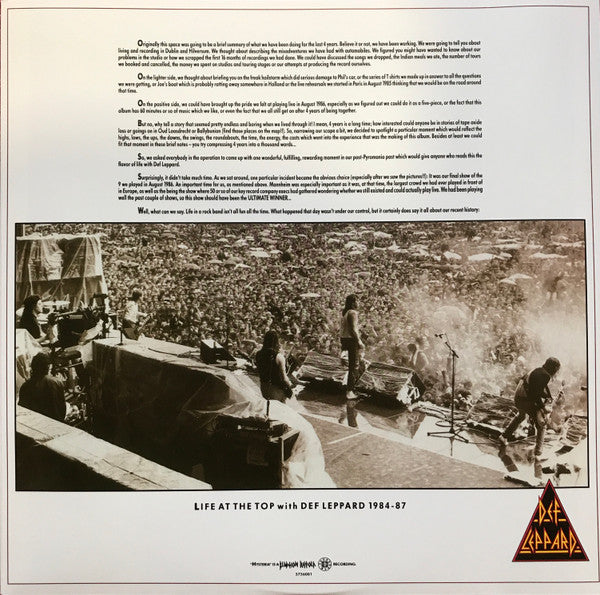 Originally this space was going to be a brief summary of what we have been doing for the last 4 years. Believe it or not, we have been working. We were going to tell you about
living and recording in Dublin and Hilversum. We thought about describing the misadventures we have had with automobiles. We figured you might have wanted to know about our
problems in the studio or how we scrapped the first 16 months of recordings we had done. We could have discussed the songs we dropped, the Indian meals we ate, the number of tours
we booked and cancelled, the money we spent on studios and touring stages or our attempts at producing the record ourselves.
On the lighter side, we thought about briefing you on the freak hailstorm which did serious damage to Phil's car, or the series of T shirts we made up in answer to all the questions
we were getting, or Joe's boat which is probably rotting away somewhere in Holland or the live rehearsals we started in Paris in August 1985 thinking that we would be on the road around
that time.
On the positive side, we could have brought up the pride we felt at playing live in August 1986, especially as we figured out we could do it as a five-piece, or the fact that this
album has 60 minutes or so of music which we like, or even the fact that we all still get on after 4 years of being together.
But no, why tell a story that seemed pretty endless and boring when we lived through it! I mean, 4 years is a long time; how interested could anyone be in stories of tape oxide
loss or goings on in Oud Loosdrecht or Ballybunion (find those places on the map!!). So, narrowing our scope a bit, we decided to spotlight a particular moment which would reflect the
highs, lows, the ups, the downs, the swings, the roundabouts, the time, the energy, the costs which went into the experience that was the making of this album. Besides at least we could
fit that moment in these brief notes – you try compressing 4 years into a thousand words...
So, we asked everybody in the operation to come up with one wonderful, fulfilling, rewarding moment in our post-Pyromania past which would give anyone who reads this the
flavor of life with Def Leppard.
Surprisingly, it didn't take much time. As we sat around, one particular incident became the obvious choice (especially after we saw the pictures!!): It was our final show of the
9 we played in August 1986. An important time for us, as mentioned above. Mannheim was especially important as it was, at that time, the largest crowd we had ever played in front of
in Europe, as well as the being the show where 50 or so of our key record company execs had gathered wondering whether we still existed and could actually play live. We had been playing
well the past couple of shows, so this show should have been the ULTIMATE WINNER...
Well, what can we say. Life in a rock band isn't all fun all the time. What happened that day wasn't under our control, but it certainly does say it all about our recent history:
LIFE AT THE TOP with DEF LEPPARD 1984-87
DEF
LEPPARD
"HYSTERIA" IS A BLUDGEON RIFFOLA RECORDING.
5756081